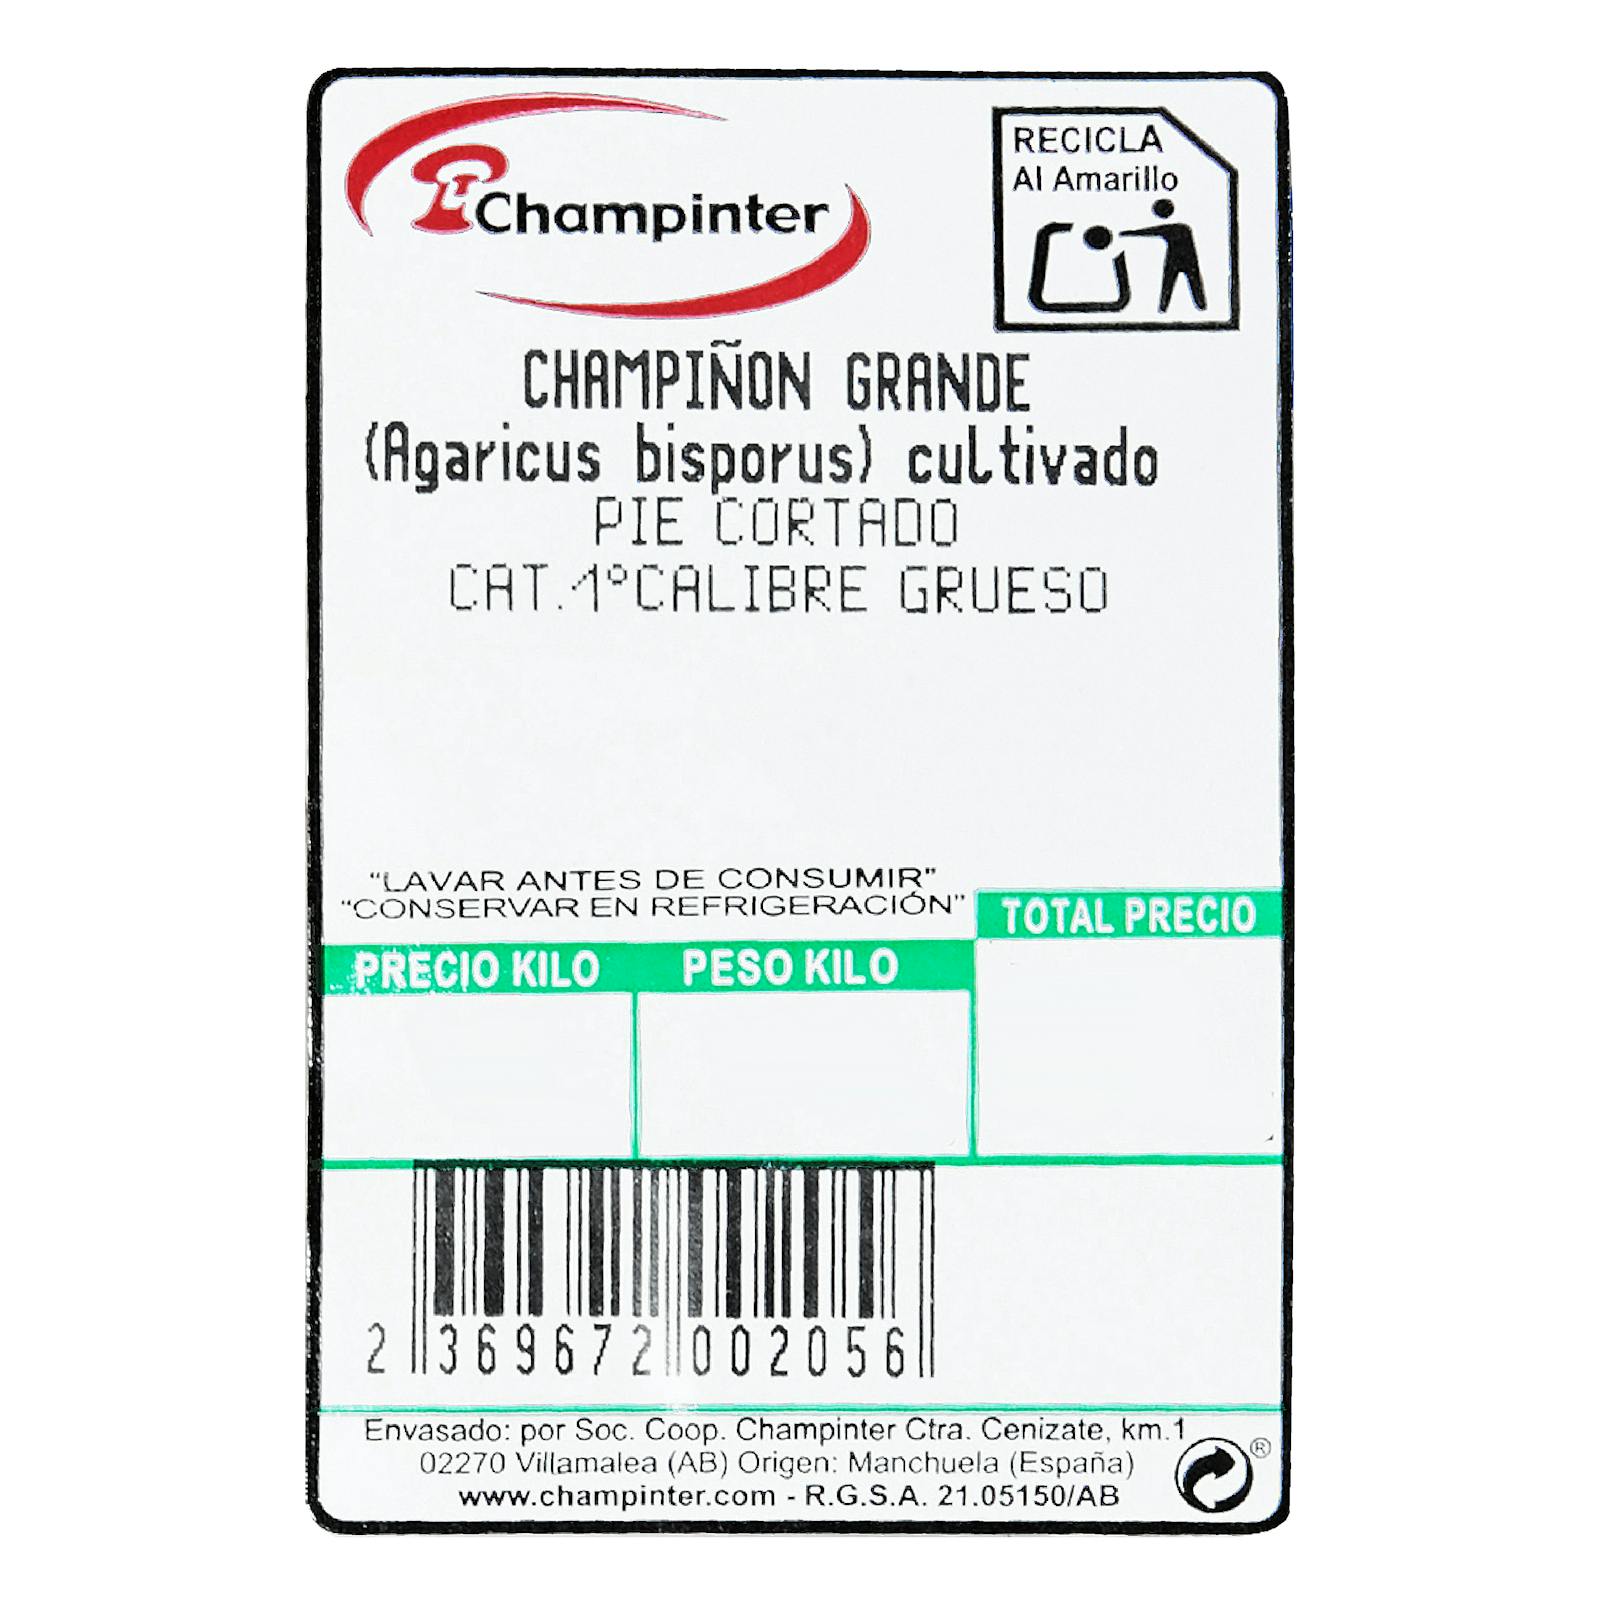 RECICLA
Al Amarillo
Champinter
CHAMPIÑON GRANDE
(Agaricus bisporus) cultivado
PIE CORTADO
CAT.1ºCALIBRE GRUESO
"LAVAR ANTES DE CONSUMIR"
"CONSERVAR EN REFRIGERACIÓN"
TOTAL PRECIO
PRECIO KILO PESO KILO
2 369672 002056
Envasado: por Soc. Coop. Champinter Ctra. Cenizate, km.1
02270 Villamalea (AB) Origen: Manchuela (España)
www.champinter.com - R.G.S.A. 21.05150/AB
®